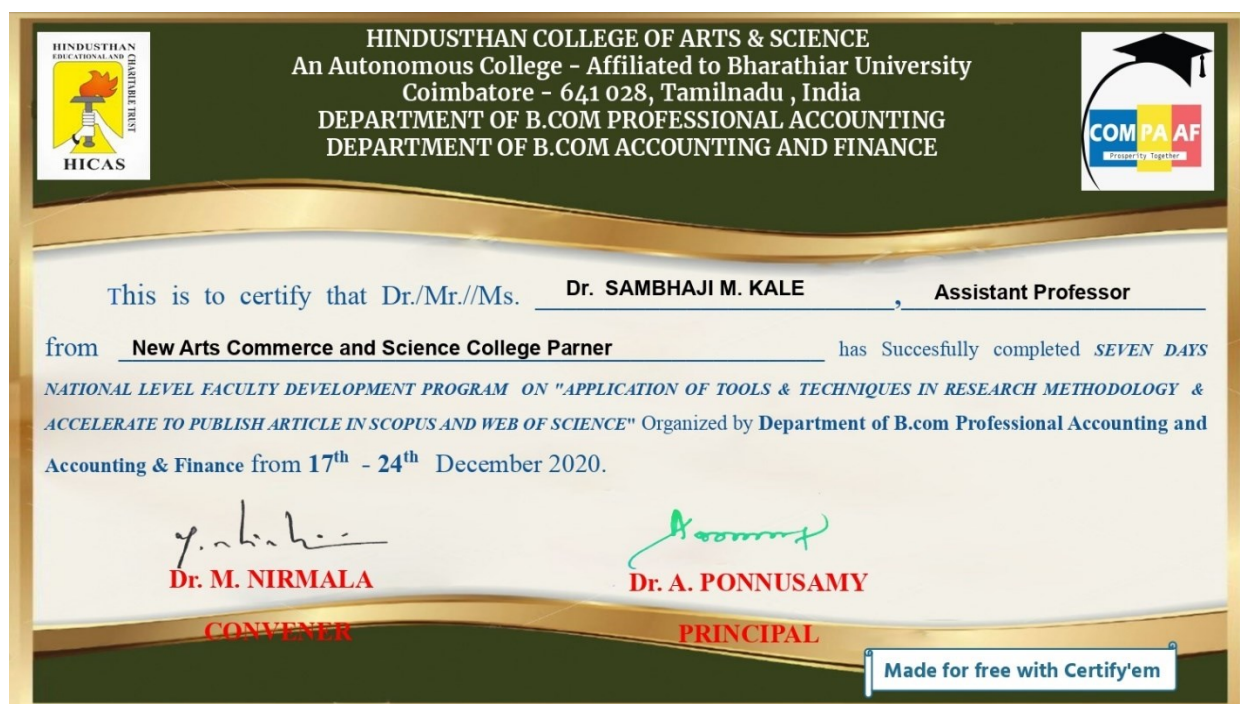 HINDUSTHAN
EDUCATIONAL AND
CHARITABLE TRUST
HICAS
HINDUSTHAN COLLEGE OF ARTS & SCIENCE
An Autonomous College - Affiliated to Bharathiar University
Coimbatore - 641 028, Tamilnadu , India
DEPARTMENT OF B.COM PROFESSIONAL ACCOUNTING
DEPARTMENT OF B.COM ACCOUNTING AND FINANCE
COM PA AF
Prosperity Together
This is to certify that Dr./Mr.//Ms. Dr. SAMBHAJI M. KALE , Assistant Professor
from New Arts Commerce and Science College Parner has Succesfully completed SEVEN DAYS
NATIONAL LEVEL FACULTY DEVELOPMENT PROGRAM ON "APPLICATION OF TOOLS & TECHNIQUES IN RESEARCH METHODOLOGY &
ACCELERATE TO PUBLISH ARTICLE IN SCOPUS AND WEB OF SCIENCE" Organized by Department of B.com Professional Accounting and
Accounting & Finance from 17th - 24th December 2020.
Dr. M. NIRMALA
CONVENER
Dr. A. PONNUSAMY
PRINCIPAL
Made for free with Certify'em